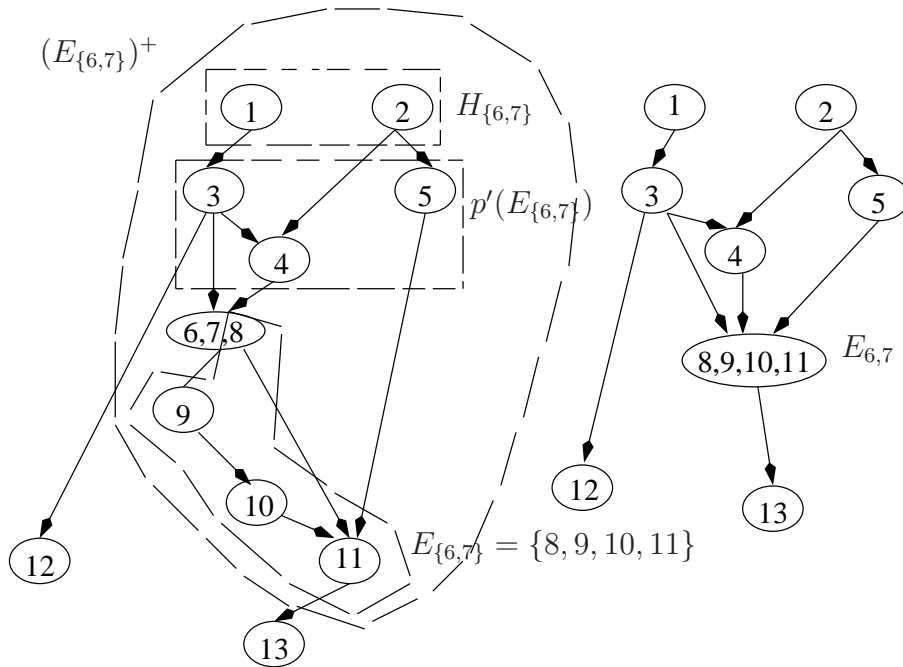 (E_{\{6,7\}})^+
1 2 H_{\{6,7\}} 1 2
3 5 p'(E_{\{6,7\}}) 3 5
4 4
6,7,8 8,9,10,11 E_{6,7}
9
10 12 13
12 11 E_{\{6,7\}} = \{8, 9, 10, 11\}
13